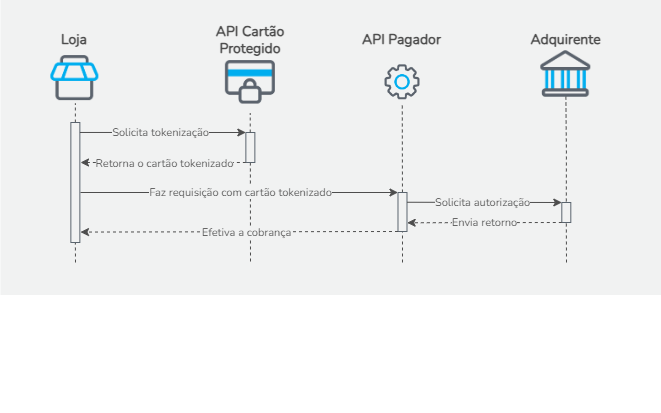 Loja
API Cartão
Protegido
API Pagador
Adquirente
Solicita tokenização
Retorna o cartão tokenizado
Faz requisição com cartão tokenizado
Solicita autorização
Envia retorno
Efetiva a cobrança